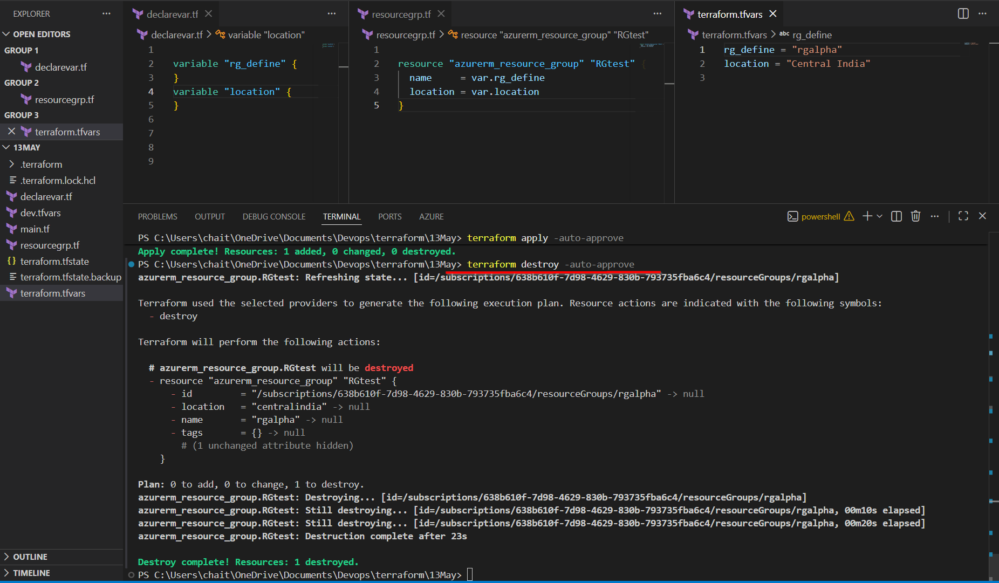 EXPLORER
OPEN EDITORS
GROUP 1
declarevar.tf
GROUP 2
resourcegrp.tf
GROUP 3
terraform.tfvars
13MAY
.terraform
.terraform.lock.hcl
declarevar.tf
dev.tfvars
main.tf
resourcegrp.tf
terraform.tfstate
terraform.tfstate.backup
terraform.tfvars
OUTLINE
TIMELINE
declarevar.tf
declarevar.tf > variable "location"
1
2 variable "rg_define" {
3 }
4 variable "location" {
5 }
6
7
8
9
resourcegrp.tf
resourcegrp.tf > resource "azurerm_resource_group" "RGtest"
1
2 resource "azurerm_resource_group" "RGtest" {
3 name     = var.rg_define
4 location = var.location
5 }
terraform.tfvars
terraform.tfvars > abc rg_define
1 rg_define = "rgalpha"
2 location = "Central India"
3
PROBLEMS OUTPUT DEBUG CONSOLE TERMINAL PORTS AZURE
powershell
PS C:\Users\chait\OneDrive\Documents\Devops\terraform\13May> terraform apply -auto-approve
Apply complete! Resources: 1 added, 0 changed, 0 destroyed.
PS C:\Users\chait\OneDrive\Documents\Devops\terraform\13May> terraform destroy -auto-approve
azurerm_resource_group.RGtest: Refreshing state... [id=/subscriptions/638b610f-7d98-4629-830b-793735fba6c4/resourceGroups/rgalpha]
Terraform used the selected providers to generate the following execution plan. Resource actions are indicated with the following symbols:
- destroy
Terraform will perform the following actions:
# azurerm_resource_group.RGtest will be destroyed
- resource "azurerm_resource_group" "RGtest" {
- id         = "/subscriptions/638b610f-7d98-4629-830b-793735fba6c4/resourceGroups/rgalpha" -> null
- location   = "centralindia" -> null
- name       = "rgalpha" -> null
- tags       = {} -> null
# (1 unchanged attribute hidden)
}
Plan: 0 to add, 0 to change, 1 to destroy.
azurerm_resource_group.RGtest: Destroying... [id=/subscriptions/638b610f-7d98-4629-830b-793735fba6c4/resourceGroups/rgalpha]
azurerm_resource_group.RGtest: Still destroying... [id=/subscriptions/638b610f-7d98-4629-830b-793735fba6c4/resourceGroups/rgalpha, 00m10s elapsed]
azurerm_resource_group.RGtest: Still destroying... [id=/subscriptions/638b610f-7d98-4629-830b-793735fba6c4/resourceGroups/rgalpha, 00m20s elapsed]
azurerm_resource_group.RGtest: Destruction complete after 23s
Destroy complete! Resources: 1 destroyed.
PS C:\Users\chait\OneDrive\Documents\Devops\terraform\13May>